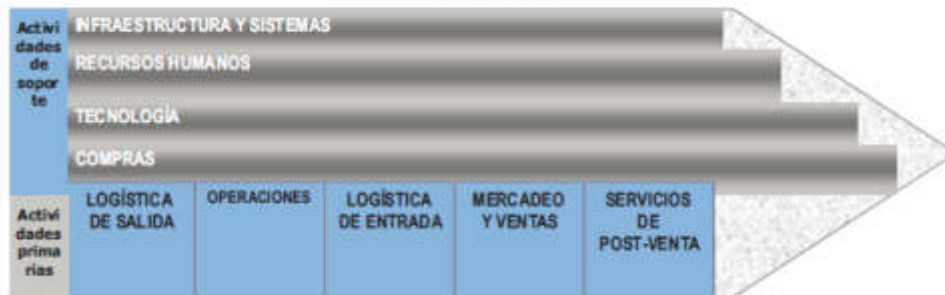 Activi
dades
de
sopor
te
INFRAESTRUCTURA Y SISTEMAS
RECURSOS HUMANOS
TECNOLOGÍA
COMPRAS
Activi
dades
prima
rias
LOGÍSTICA
DE SALIDA
OPERACIONES
LOGÍSTICA
DE ENTRADA
MERCADEO
Y VENTAS
SERVICIOS
DE
POST-VENTA